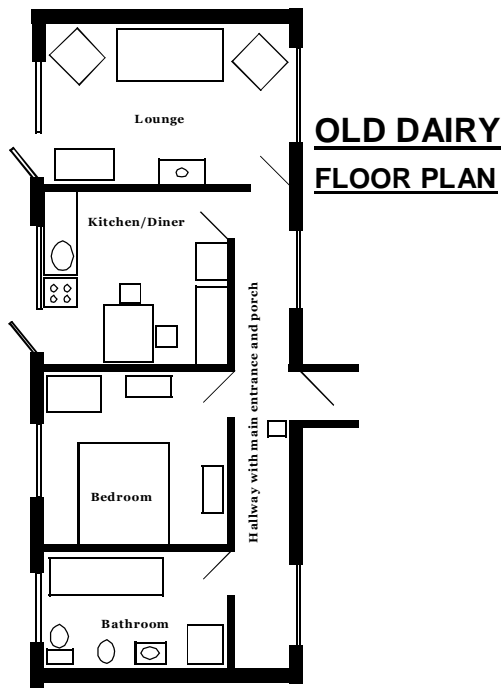 Lounge
OLD DAIRY
FLOOR PLAN
Kitchen/Diner
Hallway with main entrance and porch
Bedroom
Bathroom